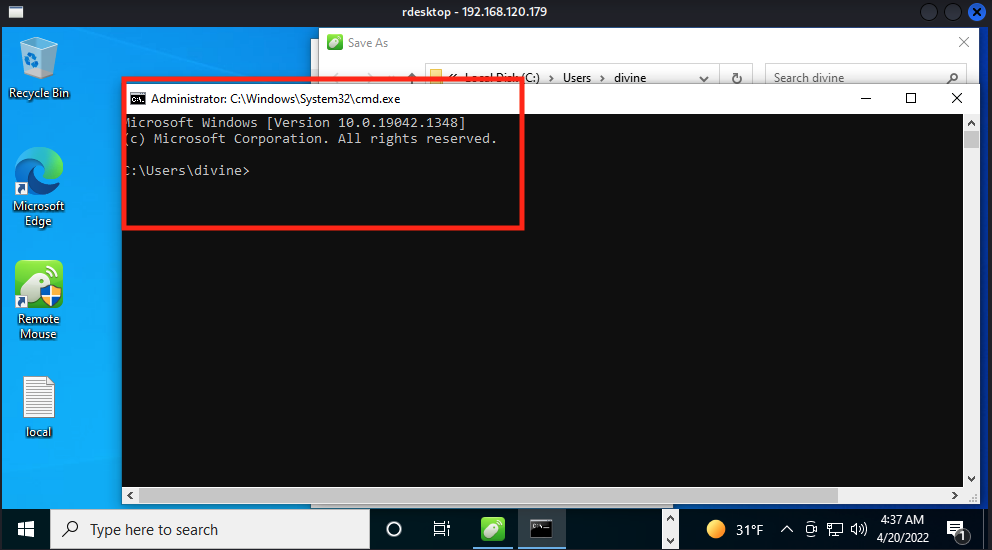 rdesktop - 192.168.120.179
Save As
« Local Disk (C:) > Users > divine
Search divine
Recycle Bin
Administrator: C:\Windows\System32\cmd.exe
Microsoft Windows [Version 10.0.19042.1348]
(c) Microsoft Corporation. All rights reserved.
C:\Users\divine>
Microsoft
Edge
Remote
Mouse
local
Type here to search
31°F
4:37 AM
4/20/2022
1